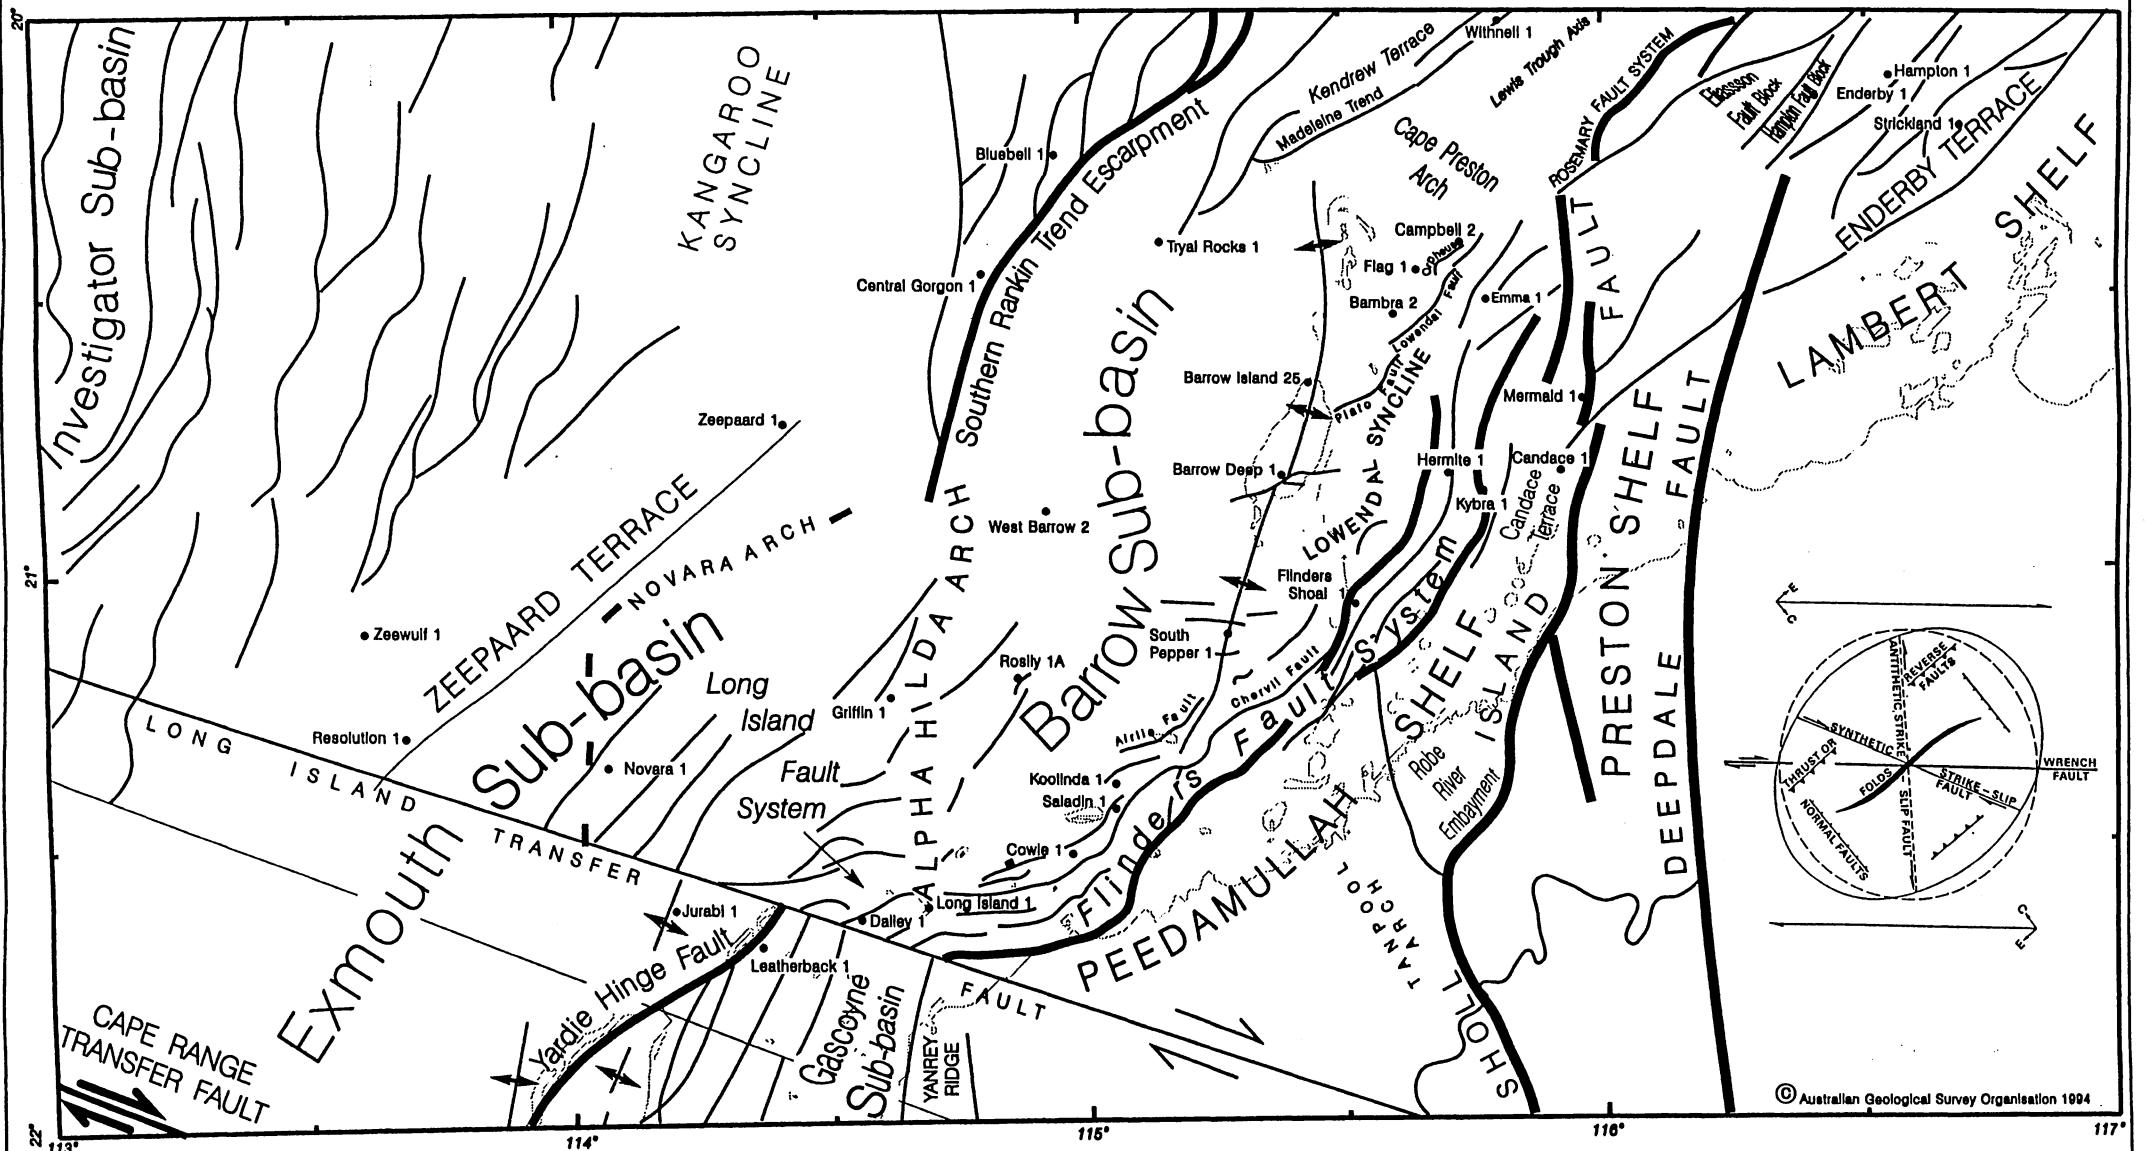 20°
Investigator Sub-basin
KANGAROO
SYNCLINE
Bluebell 1
Central Gorgon 1
Southern Rankin Trend Escarpment
Tryal Rocks 1
Kendrew Terrace
Madeleine Trend
Withnell 1
Lewis Trough Axis
ROSEMARY FAULT SYSTEM
Cape Preston
Arch
Fault Block
Hampton Fault Block
Hampton 1
Enderby 1
Strickland 1
ENDERBY TERRACE
LAMBERT
SHELF
Campbell 2
Flag 1
Bambra 2
Lowendal Fault
Emma 1
Barrow Island 25
Plato Fault
LOWENDAL SYNCLINE
Mermaid 1
Barrow Deep 1
Hermite 1
Candace 1
Kybra 1
Candace
Terrace
Zeepaard 1
ZEEPAARD TERRACE
NOVARA ARCH
West Barrow 2
Barrow Sub-basin
21°
Zeewulf 1
Flinders
Shoal 1
South
Pepper 1
Rosily 1A
Griffin 1
ALPHA HILDA ARCH
Chervil Fault
Airlie Fault
Long
Island
Fault
System
Resolution 1
Novara 1
Koolinda 1
Saladin 1
Cowle 1
Flinders Fault System
PEEDAMULLAH SHELF
Robe
River
Embayment
SHOLL ISLAND FAULT
PRESTON SHELF
DEEPDALE FAULT
LONG ISLAND TRANSFER FAULT
Exmouth Sub-basin
Jurabi 1
Dailey 1
Long Island 1
Leatherback 1
Yardie Hinge Fault
Gascoyne
Sub-basin
YANREY
RIDGE
TANPOOL
ARCH
CAPE RANGE
TRANSFER FAULT
E
C
ANTITHETIC STRIKE
SLIP FAULT
REVERSE
FAULTS
SYNTHETIC
STRIKE-SLIP
FAULT
THRUST OR
FOLDS
WRENCH
FAULT
NORMAL FAULTS
C
E
© Australian Geological Survey Organisation 1994
22°
113°
114°
115°
116°
117°